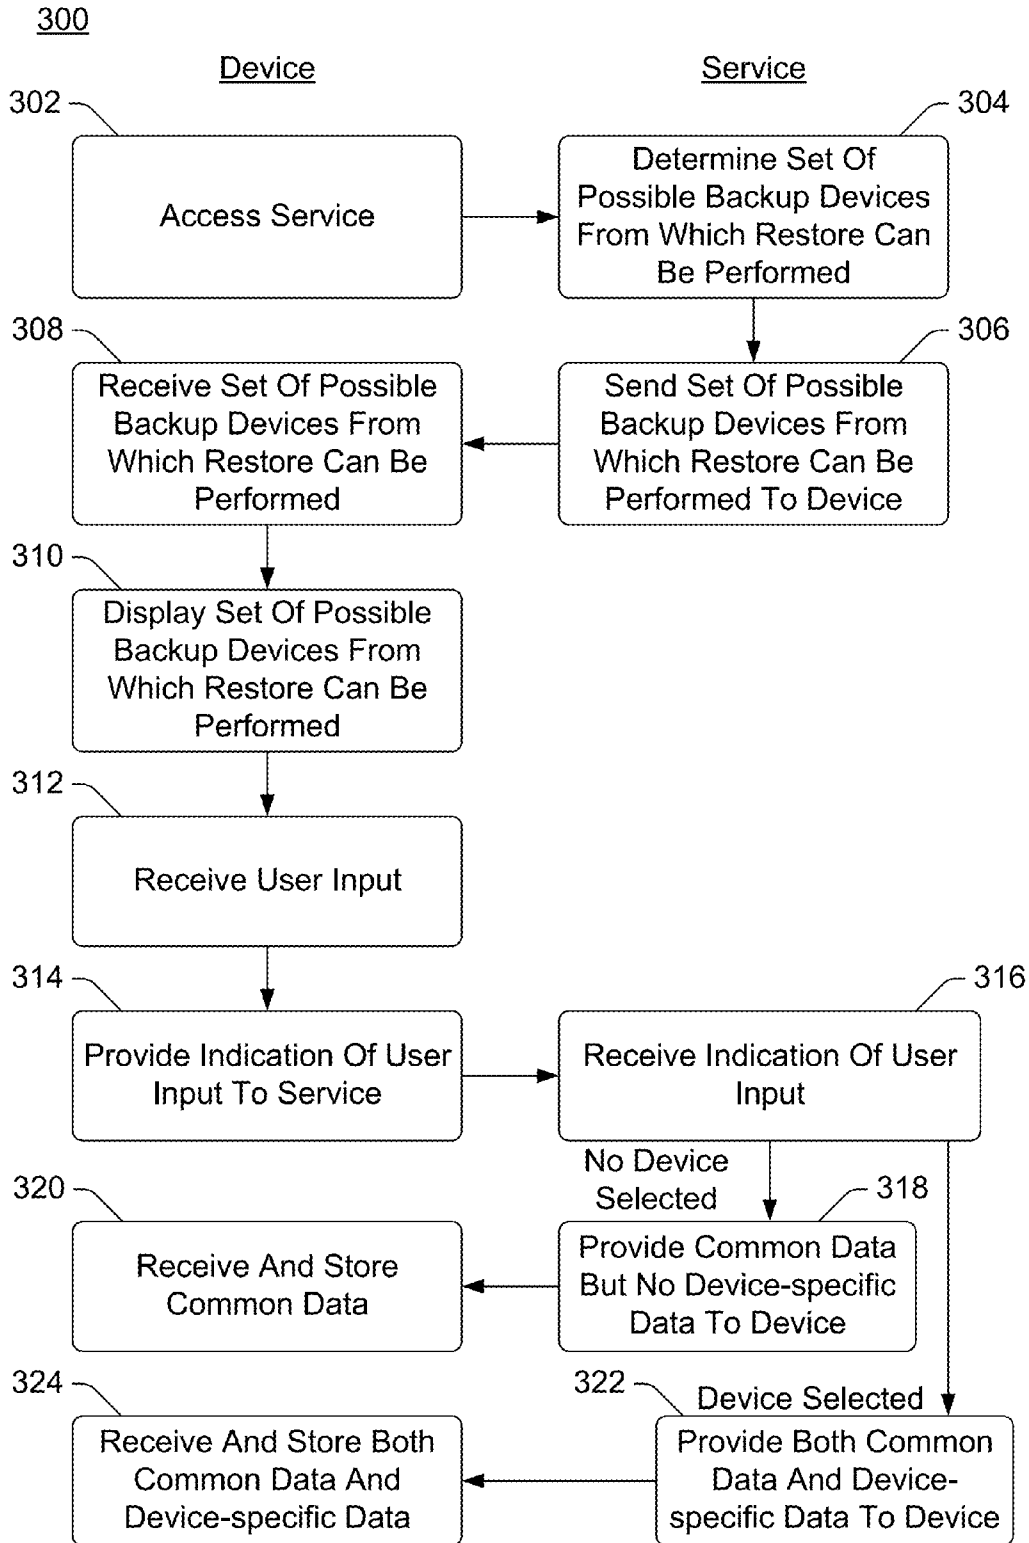 300
Device
Service
302
304
Access Service
Determine Set Of
Possible Backup Devices
From Which Restore Can
Be Performed
308
306
Receive Set Of Possible
Backup Devices From
Which Restore Can Be
Performed
Send Set Of Possible
Backup Devices From
Which Restore Can Be
Performed To Device
310
Display Set Of Possible
Backup Devices From
Which Restore Can Be
Performed
312
Receive User Input
314
316
Provide Indication Of User
Input To Service
Receive Indication Of User
Input
No Device
Selected
320
318
Receive And Store
Common Data
Provide Common Data
But No Device-specific
Data To Device
324
322
Device Selected
Receive And Store Both
Common Data And
Device-specific Data
Provide Both Common
Data And Device-
specific Data To Device